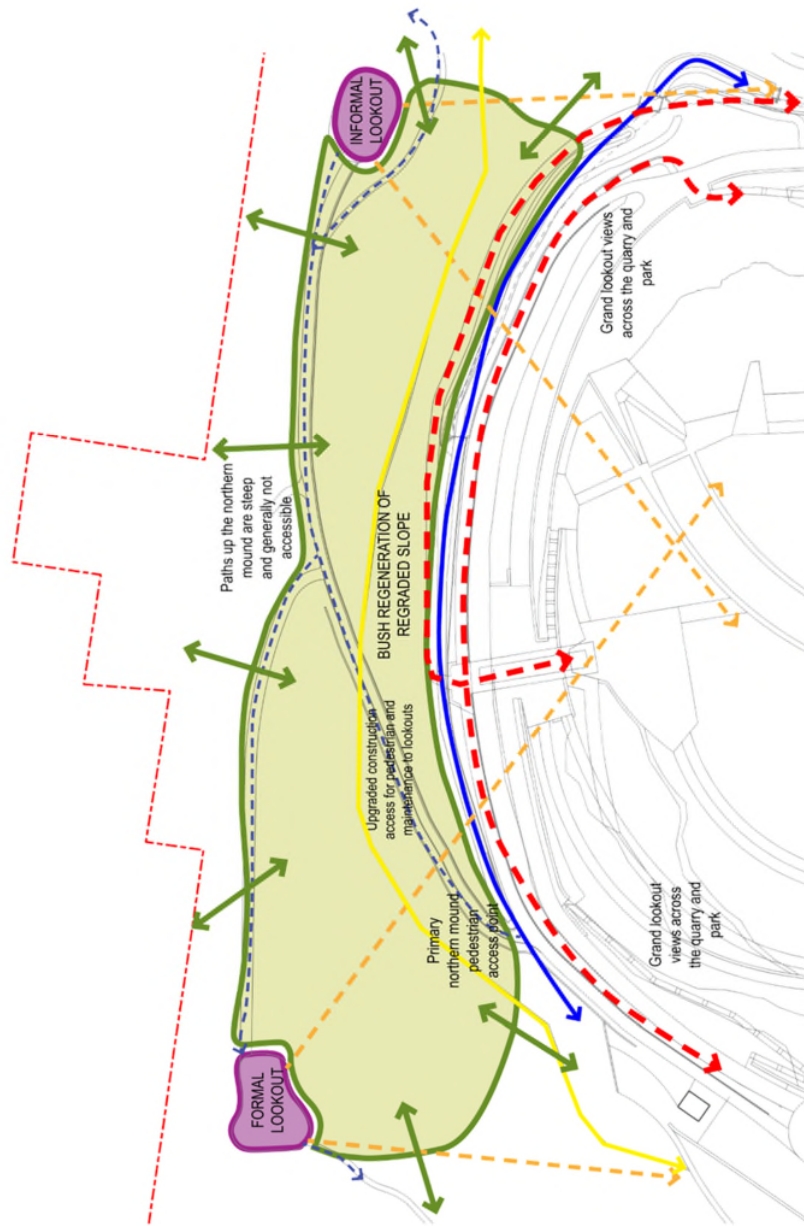 FORMAL
LOOKOUT
INFORMAL
LOOKOUT
Paths up the northern
mound are steep
and generally not
accessible
BUSH REGENERATION OF
REGRADED SLOPE
Upgraded construction
access for pedestrian and
maintenance to lookouts
Primary
northern mound
pedestrian
access point
Grand lookout
views across
the quarry and
park
Grand lookout views
across the quarry and
park